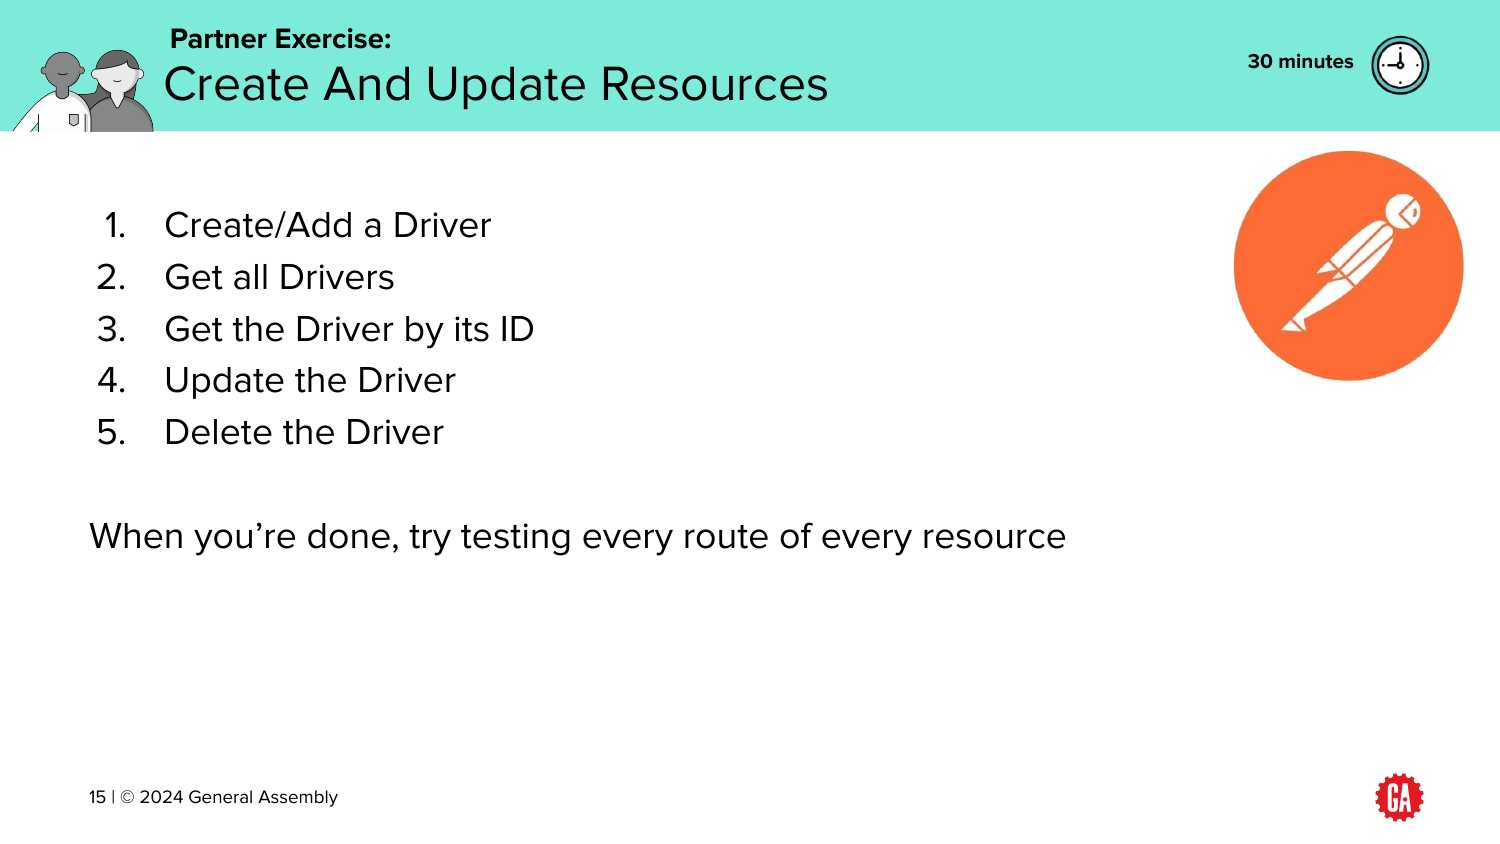 Partner Exercise:
Create And Update Resources
30 minutes
1. Create/Add a Driver
2. Get all Drivers
3. Get the Driver by its ID
4. Update the Driver
5. Delete the Driver
When you’re done, try testing every route of every resource
15 | © 2024 General Assembly
GA